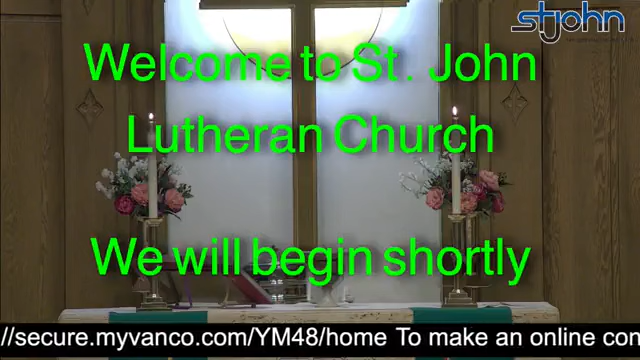 stjohn
Welcome to St. John
Lutheran Church
We will begin shortly
//secure.myvanco.com/YM48/home To make an online con